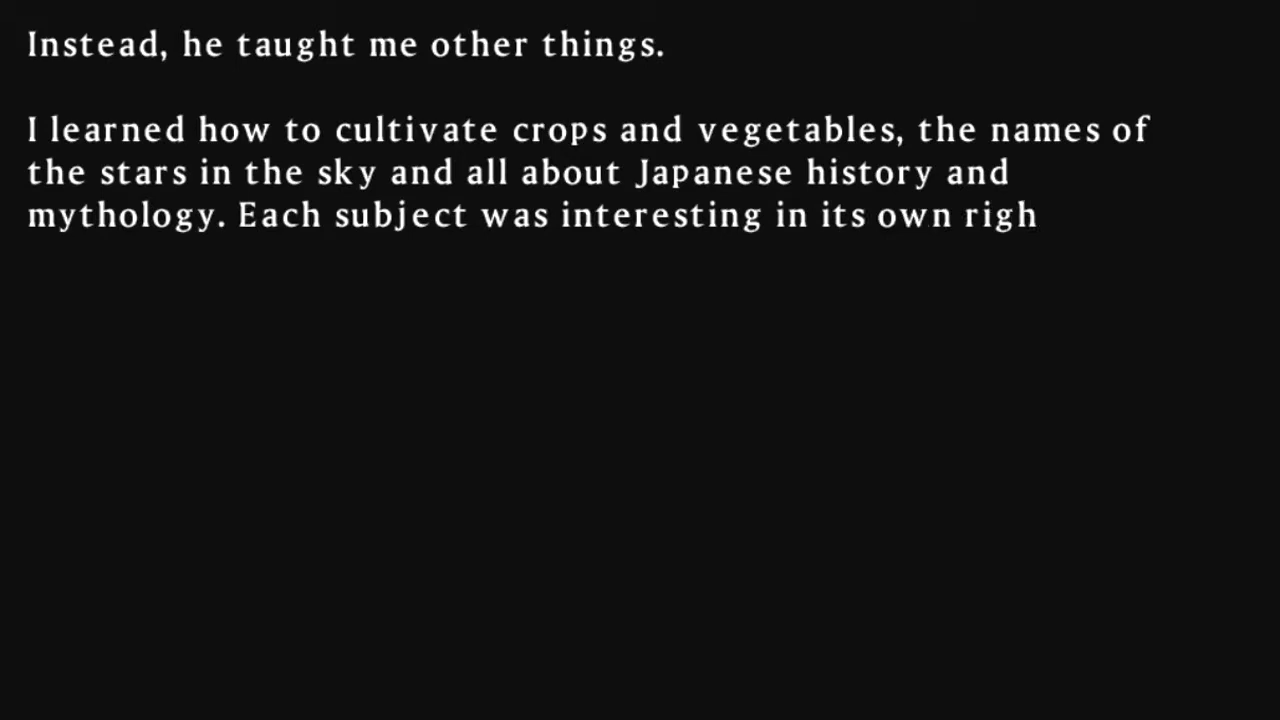 Instead, he taught me other things.
I learned how to cultivate crops and vegetables, the names of
the stars in the sky and all about Japanese history and
mythology. Each subject was interesting in its own righ